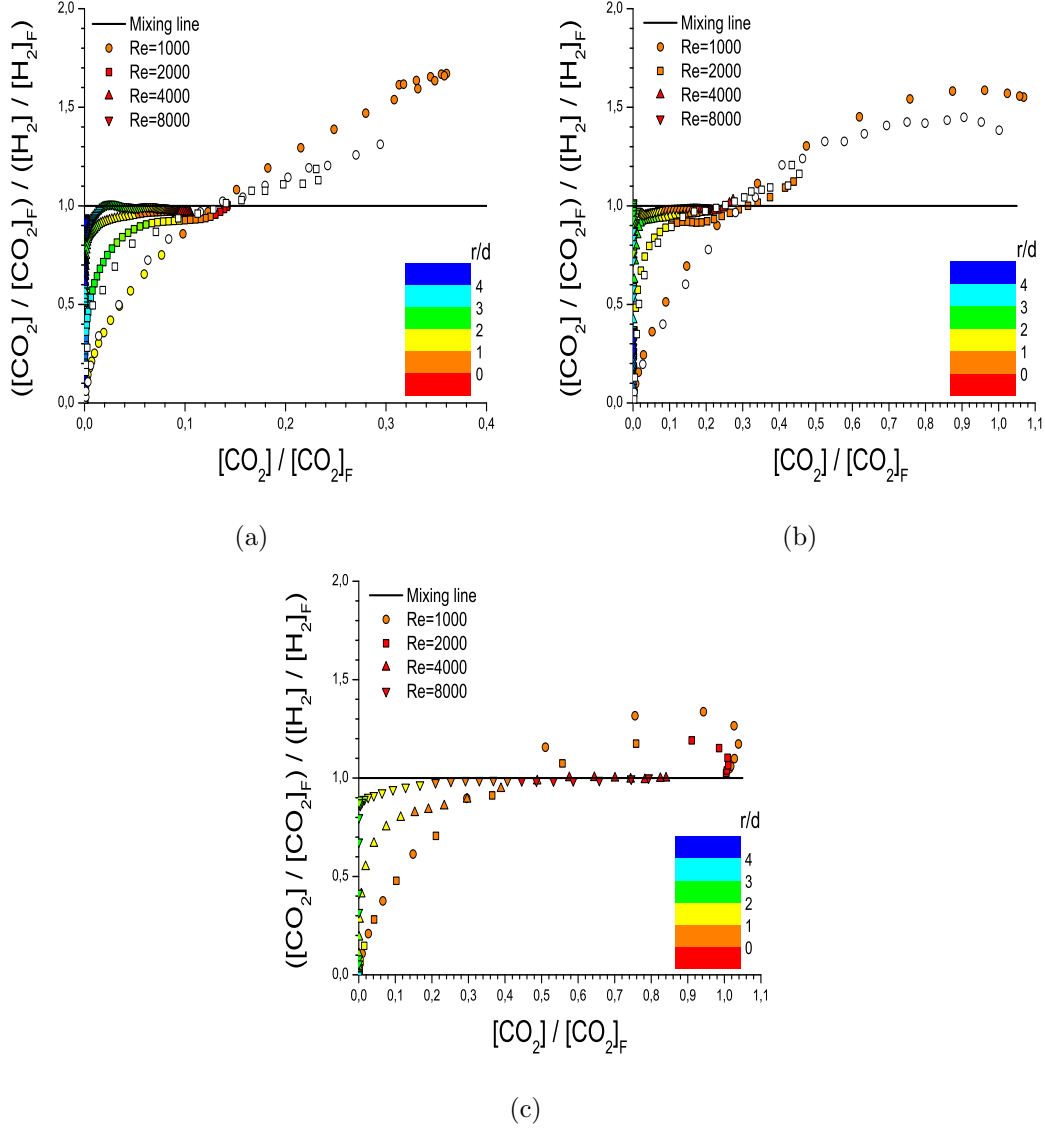 ([CO2] / [CO2]F) / ([H2] / [H2]F)
2,0
1,5
1,0
0,5
0,0
Mixing line
Re=1000
Re=2000
Re=4000
Re=8000
r/d
4
3
2
1
0
0,0 0,1 0,2 0,3 0,4
[CO2] / [CO2]F
(a)
([CO2] / [CO2]F) / ([H2] / [H2]F)
2,0
1,5
1,0
0,5
0,0
Mixing line
Re=1000
Re=2000
Re=4000
Re=8000
r/d
4
3
2
1
0
0,0 0,1 0,2 0,3 0,4 0,5 0,6 0,7 0,8 0,9 1,0 1,1
[CO2] / [CO2]F
(b)
([CO2] / [CO2]F) / ([H2] / [H2]F)
2,0
1,5
1,0
0,5
0,0
Mixing line
Re=1000
Re=2000
Re=4000
Re=8000
r/d
4
3
2
1
0
0,0 0,1 0,2 0,3 0,4 0,5 0,6 0,7 0,8 0,9 1,0 1,1
[CO2] / [CO2]F
(c)